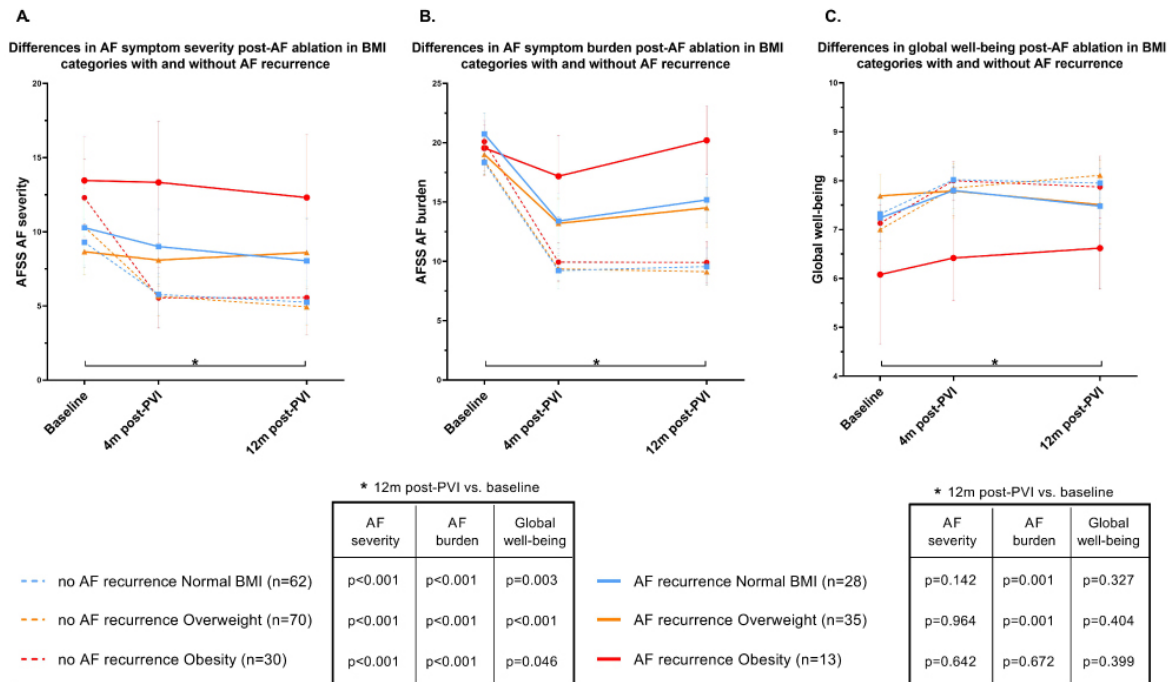 A.
Differences in AF symptom severity post-AF ablation in BMI
categories with and without AF recurrence
20
15
10
5
0
AFSS AF severity
*
Baseline
4m post-PVI
12m post-PVI
B.
Differences in AF symptom burden post-AF ablation in BMI
categories with and without AF recurrence
25
20
15
10
5
0
AFSS AF burden
*
Baseline
4m post-PVI
12m post-PVI
C.
Differences in global well-being post-AF ablation in BMI
categories with and without AF recurrence
10
9
8
7
6
5
4
Global well-being
*
Baseline
4m post-PVI
12m post-PVI
* 12m post-PVI vs. baseline
AF severity AF burden Global well-being
no AF recurrence Normal BMI (n=62) p<0.001 p<0.001 p=0.003
no AF recurrence Overweight (n=70) p<0.001 p<0.001 p<0.001
no AF recurrence Obesity (n=30) p<0.001 p<0.001 p=0.046
* 12m post-PVI vs. baseline
AF severity AF burden Global well-being
AF recurrence Normal BMI (n=28) p=0.142 p=0.001 p=0.327
AF recurrence Overweight (n=35) p=0.964 p=0.001 p=0.404
AF recurrence Obesity (n=13) p=0.642 p=0.672 p=0.399